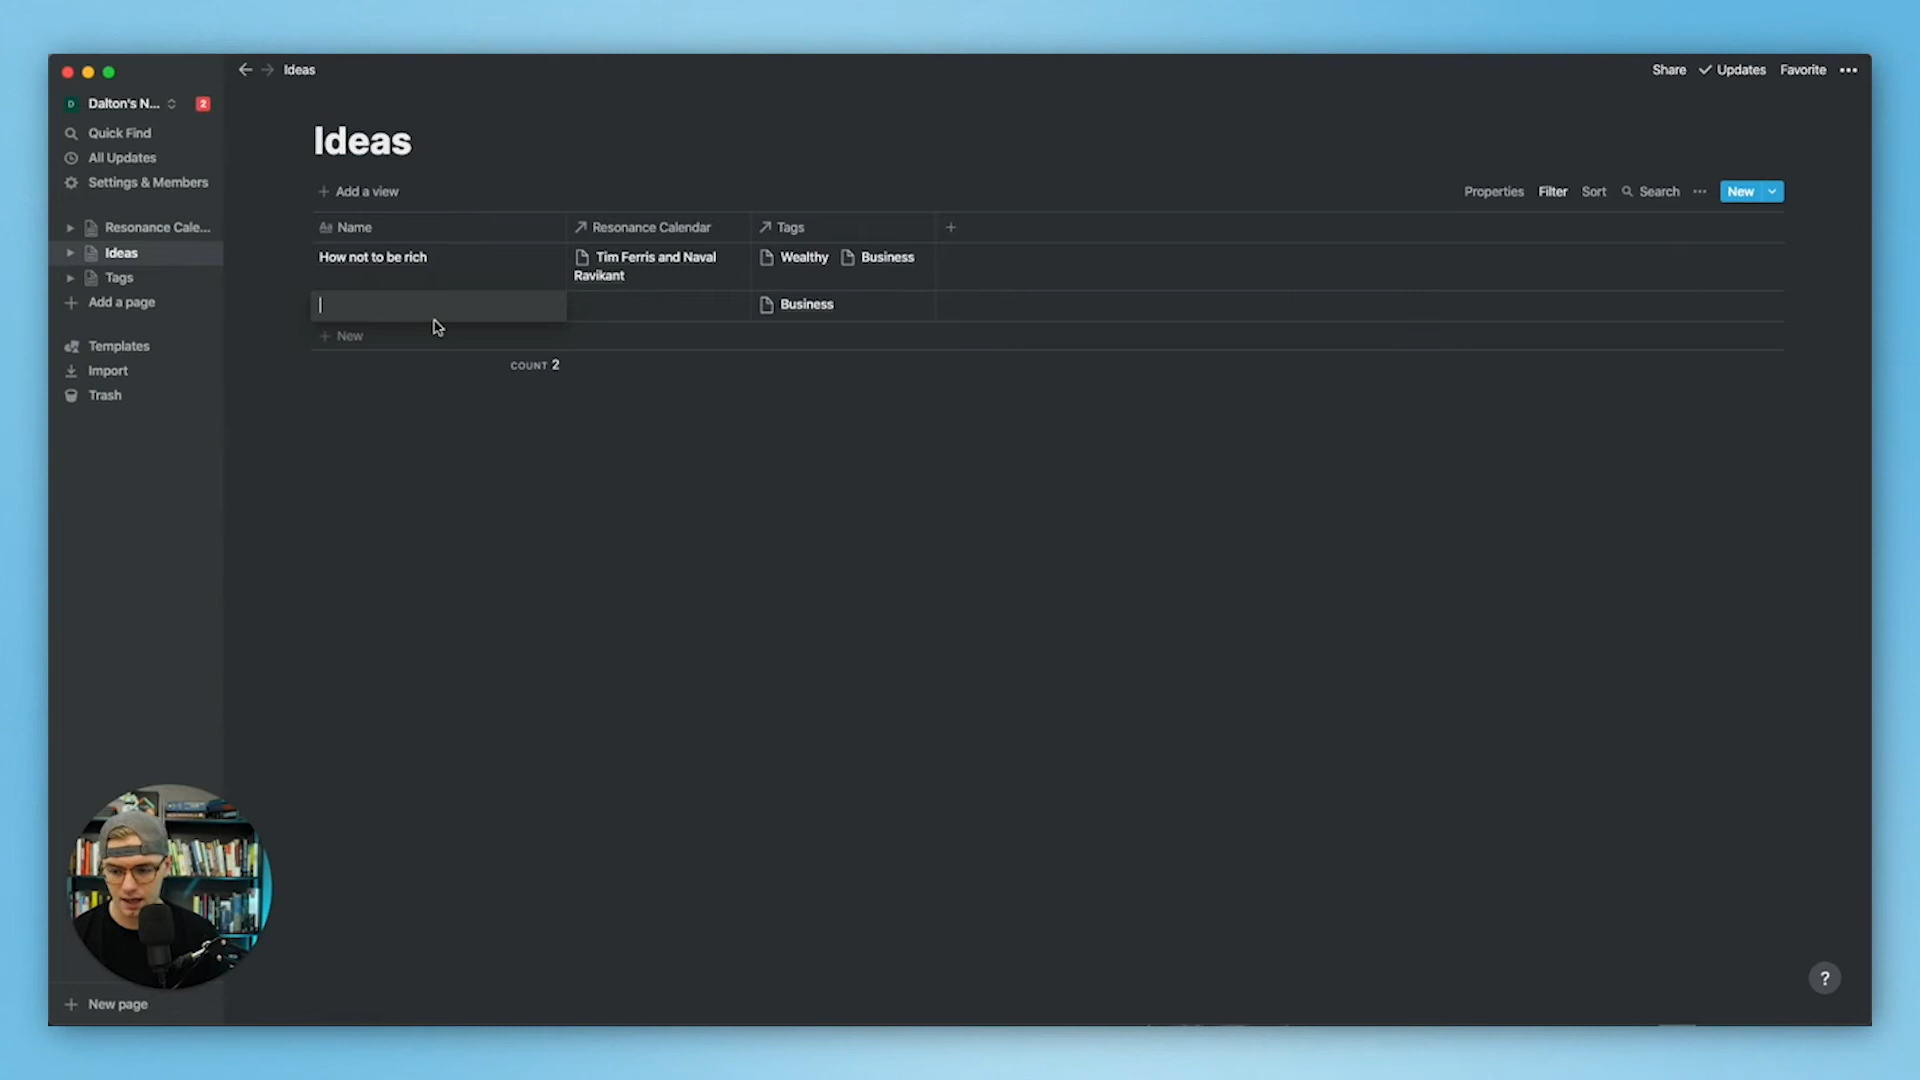 Ideas
Share
Updates
Favorite
D
Dalton's N...
2
Quick Find
All Updates
Settings & Members
Resonance Cale...
Ideas
Tags
Add a page
Templates
Import
Trash
New page
Ideas
Add a view
Properties
Filter
Sort
Search
New
Aa Name
Resonance Calendar
Tags
How not to be rich
Tim Ferris and Naval
Ravikant
Wealthy
Business
Business
New
COUNT 2
?